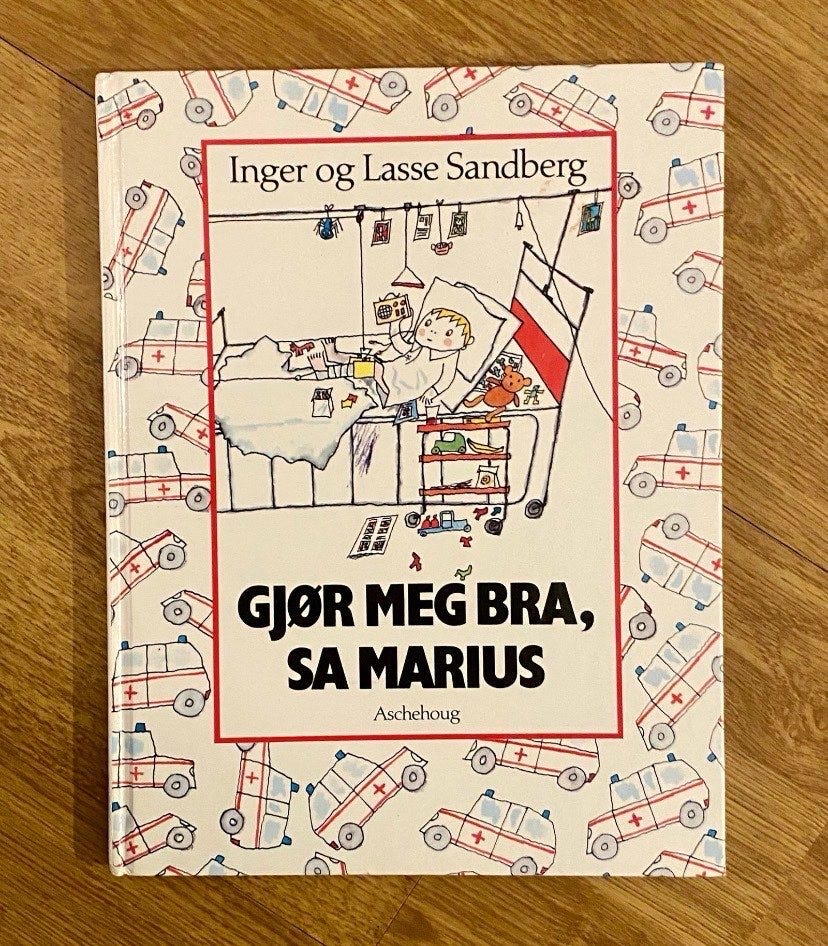 Inger og Lasse Sandberg
GJØR MEG BRA,
SA MARIUS
Aschehoug